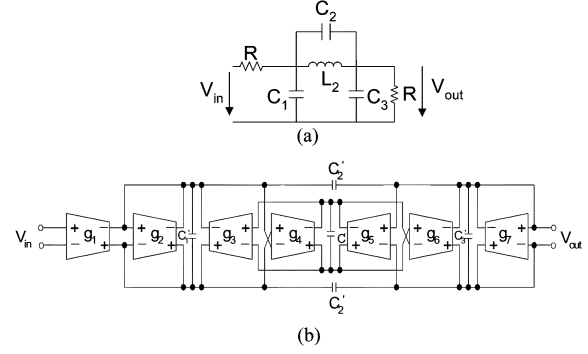 C2
R
Vin
L2
C1
C3
R
Vout
(a)
C2'
Vin
+ - g1 - +
+ - g2 - +
C1'
g3
g4
C'
g5
g6
C3'
g7
Vout
C2'
(b)